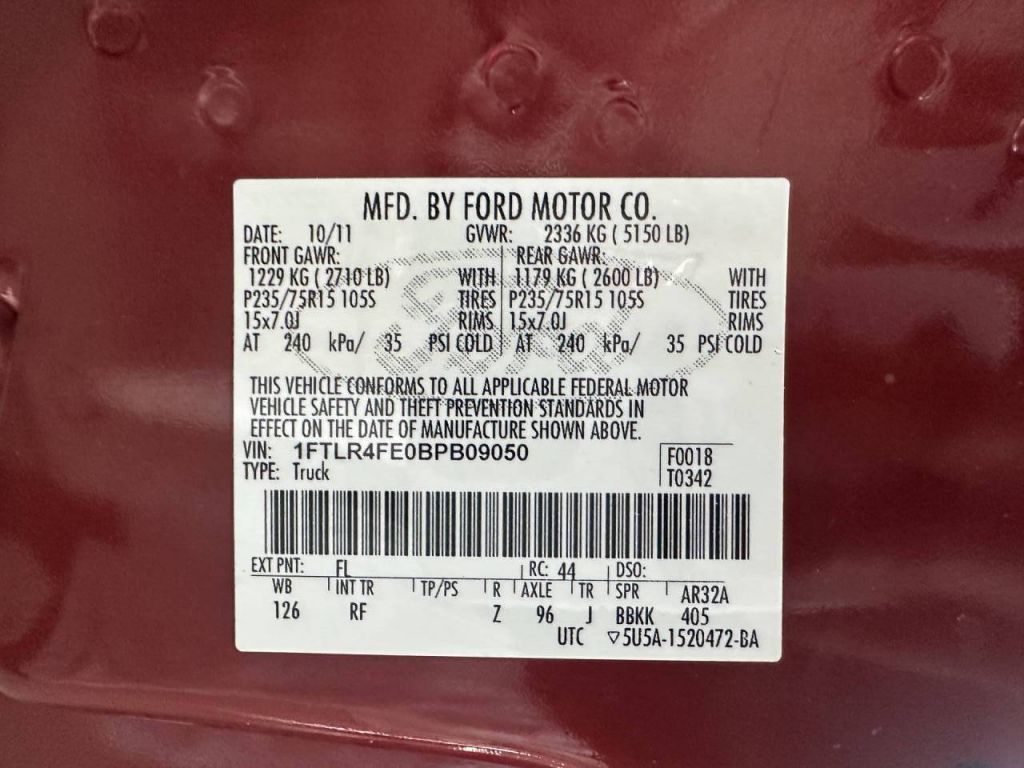 MFD. BY FORD MOTOR CO.
DATE: 10/11 GVWR: 2336 KG ( 5150 LB)
FRONT GAWR: REAR GAWR:
1229 KG ( 2710 LB) WITH 1179 KG ( 2600 LB) WITH
P235/75R15 105S TIRES P235/75R15 105S TIRES
15x7.0J RIMS 15x7.0J RIMS
AT 240 kPa/ 35 PSI COLD AT 240 kPa/ 35 PSI COLD
Ford
THIS VEHICLE CONFORMS TO ALL APPLICABLE FEDERAL MOTOR
VEHICLE SAFETY AND THEFT PREVENTION STANDARDS IN
EFFECT ON THE DATE OF MANUFACTURE SHOWN ABOVE.
VIN: 1FTLR4FE0BPB09050 F0018
TYPE: Truck T0342
EXT PNT: FL RC: 44 DSO:
WB INT TR TP/PS R AXLE TR SPR AR32A
126 RF Z 96 J BBKK 405
UTC ▽5U5A-1520472-BA